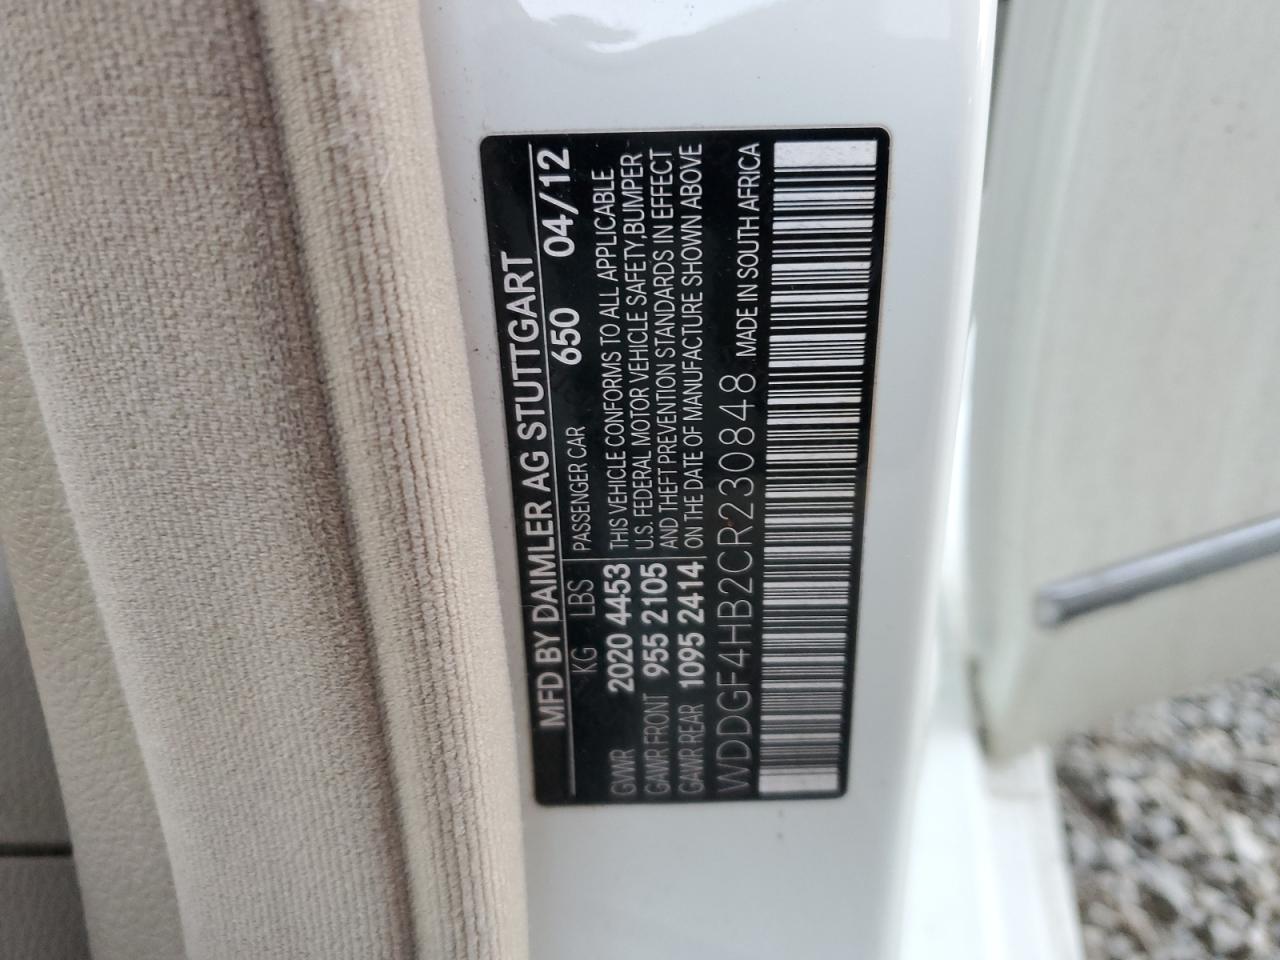 MFD BY DAIMLER AG STUTTGART
KG LBS PASSENGER CAR 650 04/12
GVWR 2020 4453 THIS VEHICLE CONFORMS TO ALL APPLICABLE
GAWR FRONT 955 2105 U.S. FEDERAL MOTOR VEHICLE SAFETY, BUMPER
AND THEFT PREVENTION STANDARDS IN EFFECT
GAWR REAR 1095 2414 ON THE DATE OF MANUFACTURE SHOWN ABOVE
WDDGF4HB2CR230848 MADE IN SOUTH AFRICA